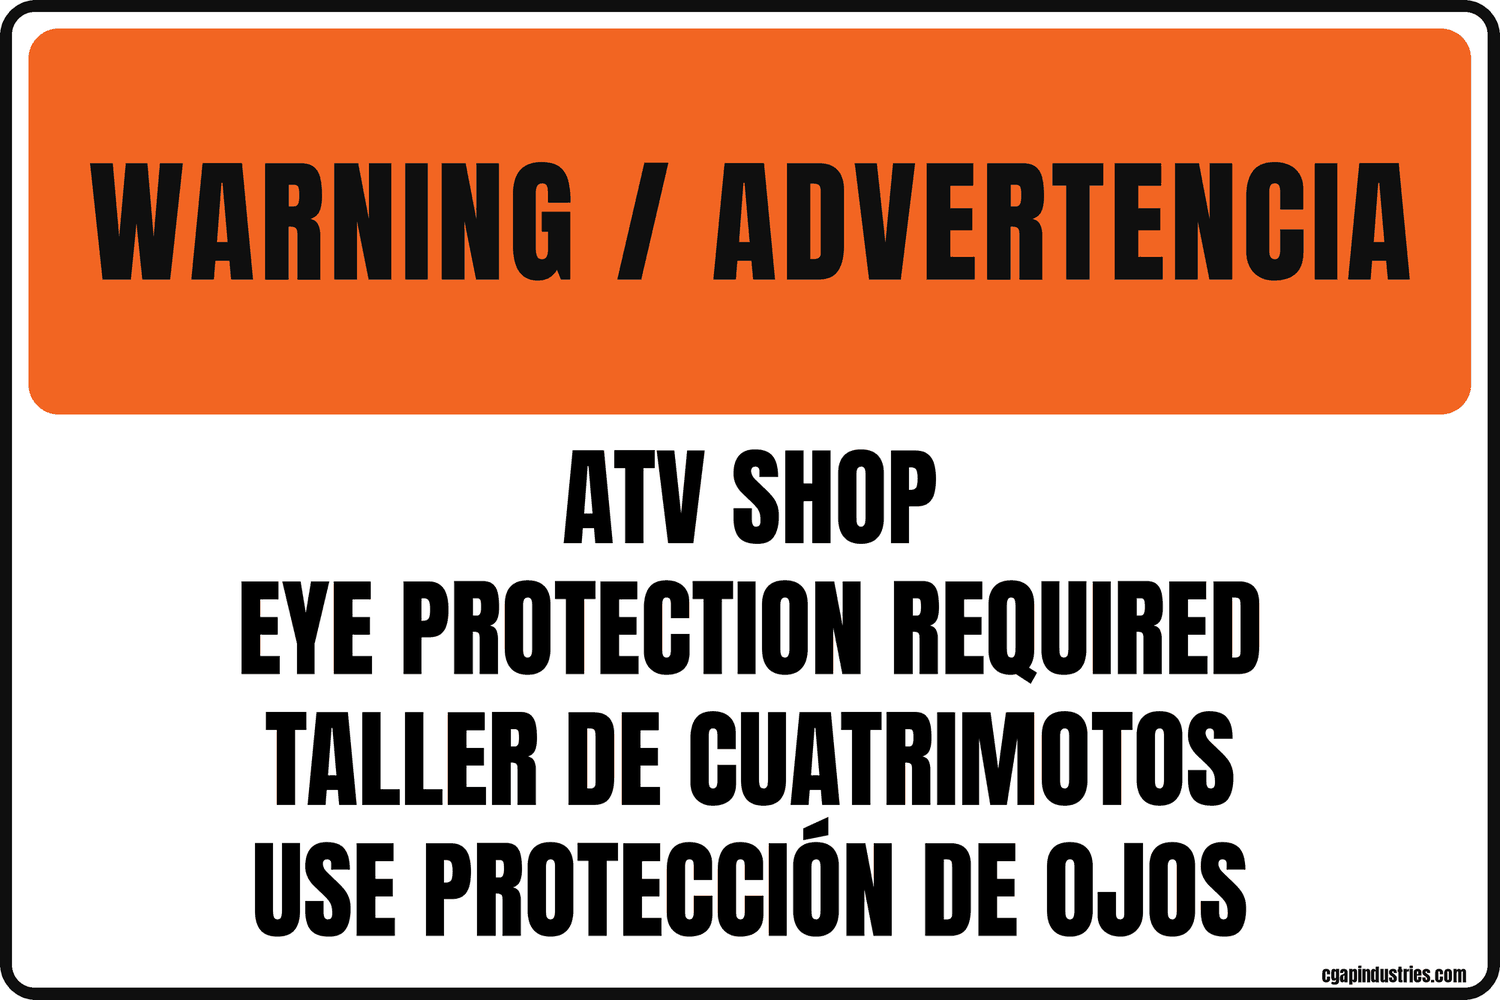 WARNING / ADVERTENCIA
ATV SHOP
EYE PROTECTION REQUIRED
TALLER DE CUATRIMOTOS
USE PROTECCIÓN DE OJOS
cgapindustries.com